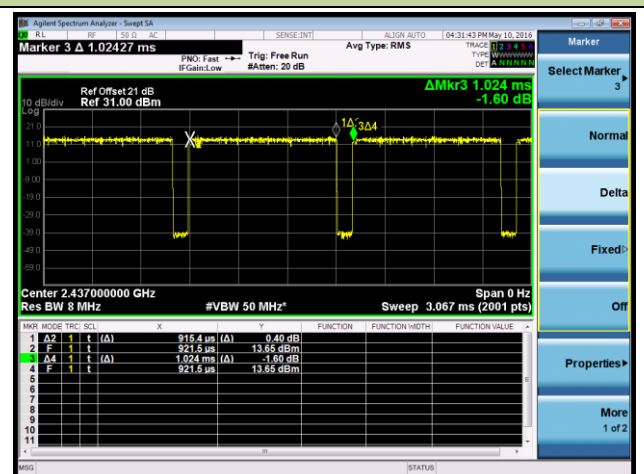 Agilent Spectrum Analyzer - Swept SA
RL RF 50 Ω AC SENSE:INT ALIGN AUTO 04:31:43 PM May 10, 2016
Marker 3 Δ 1.02427 ms
PNO: Fast
IFGain:Low
Trig: Free Run
#Atten: 20 dB
Avg Type: RMS
TRACE 1 2 3 4 5 6
TYPE WWWWWW
DET A NNNNN
Ref Offset 21 dB
10 dB/div Ref 31.00 dBm
ΔMkr3 1.024 ms
-1.60 dB
Log
21.0
11.0
1.00
-9.00
-19.0
-29.0
-39.0
-49.0
-59.0
3Δ4
Center 2.437000000 GHz Span 0 Hz
Res BW 8 MHz #VBW 50 MHz* Sweep 3.067 ms (2001 pts)
MKR MODE TRC SCL X Y FUNCTION FUNCTION WIDTH FUNCTION VALUE
1 Δ2 1 t (Δ) 915.4 µs (Δ) 0.40 dB
2 F 1 t 921.5 µs 13.65 dBm
3 Δ4 1 t (Δ) 1.024 ms (Δ) -1.60 dB
4 F 1 t 921.5 µs 13.65 dBm
5
6
7
8
9
10
11
MSG STATUS
Marker
Select Marker
3
Normal
Delta
Fixed
Off
Properties
More
1 of 2